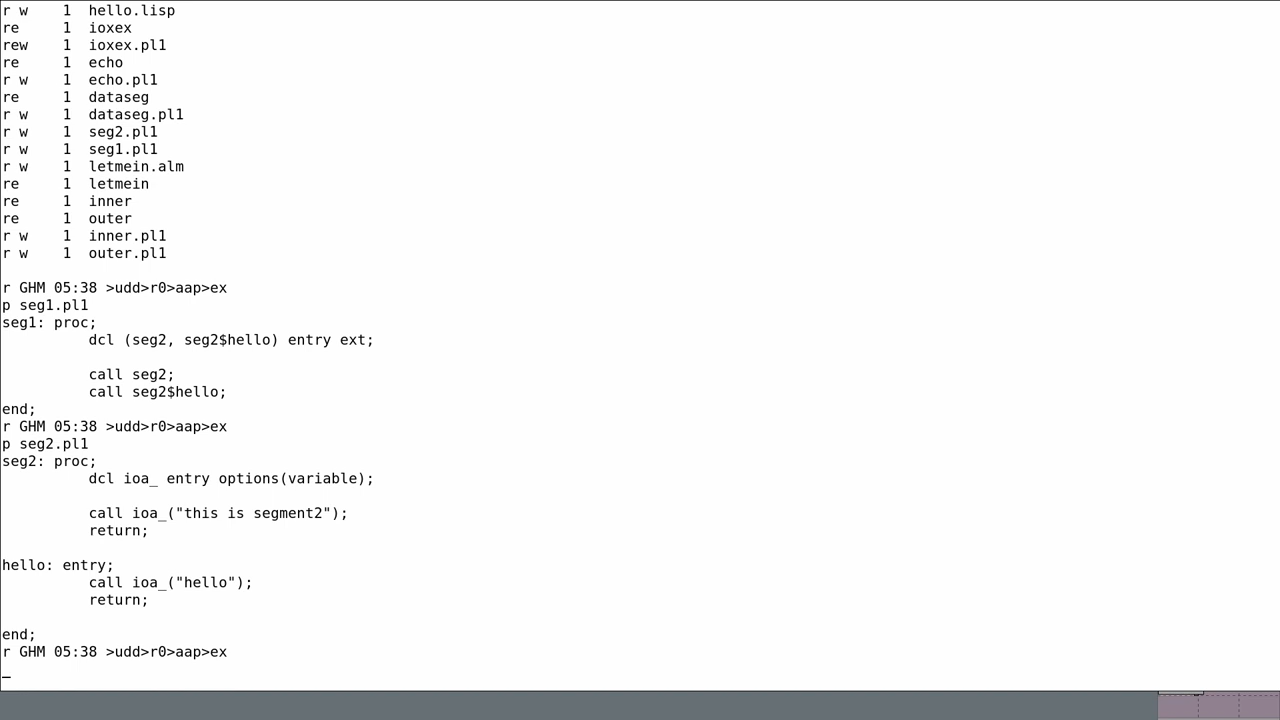 r w    1  hello.lisp
re     1  ioxex
rew    1  ioxex.pl1
re     1  echo
r w    1  echo.pl1
re     1  dataseg
r w    1  dataseg.pl1
r w    1  seg2.pl1
r w    1  seg1.pl1
r w    1  letmein.alm
re     1  letmein
re     1  inner
re     1  outer
r w    1  inner.pl1
r w    1  outer.pl1

r GHM 05:38 >udd>r0>aap>ex
p seg1.pl1
seg1: proc;
          dcl (seg2, seg2$hello) entry ext;

          call seg2;
          call seg2$hello;
end;
r GHM 05:38 >udd>r0>aap>ex
p seg2.pl1
seg2: proc;
          dcl ioa_ entry options(variable);

          call ioa_("this is segment2");
          return;

hello: entry;
          call ioa_("hello");
          return;

end;
r GHM 05:38 >udd>r0>aap>ex
_